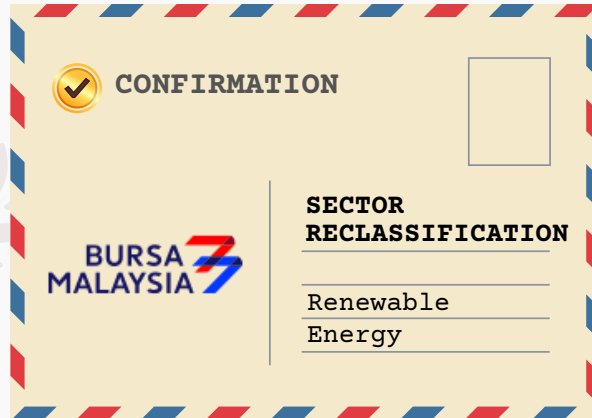 CONFIRMATION
SECTOR
RECLASSIFICATION
BURSA
MALAYSIA
Renewable
Energy